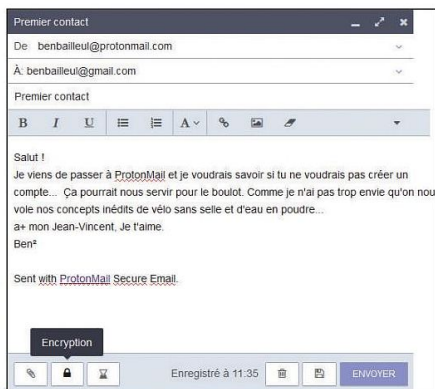 Premier contact
De benbailleul@protonmail.com
À: benbailleul@gmail.com
Premier contact
B I U A
Salut !
Je viens de passer à ProtonMail et je voudrais savoir si tu ne voudrais pas créer un
compte... Ça pourrait nous servir pour le boulot. Comme je n'ai pas trop envie qu'on nou
vole nos concepts inédits de vélo sans selle et d'eau en poudre...
a+ mon Jean-Vincent, Je t'aime.
Ben²
Sent with ProtonMail Secure Email.
Encryption
Enregistré à 11:35 ENVOYER